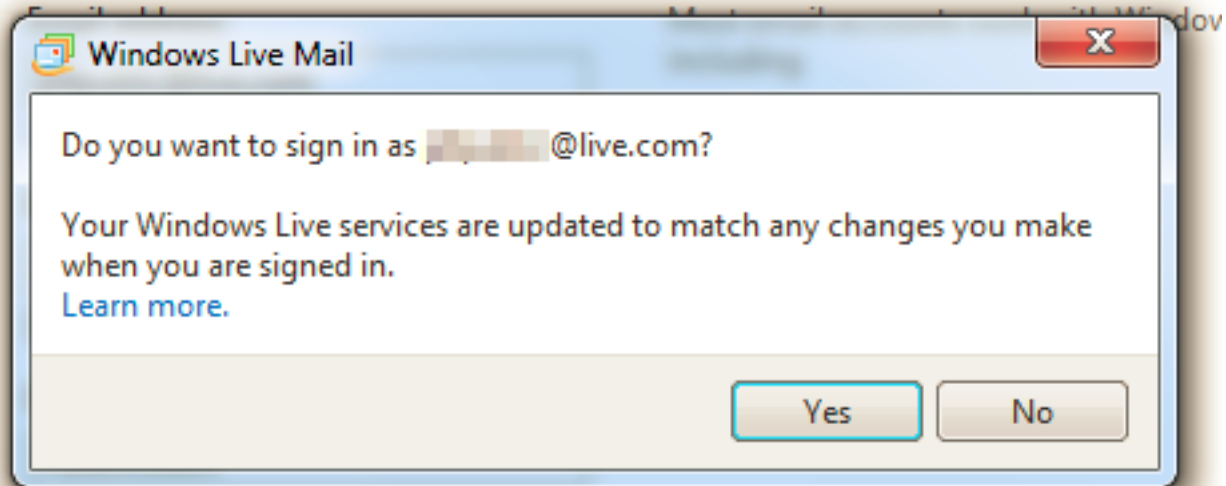 Windows Live Mail
Do you want to sign in as @live.com?
Your Windows Live services are updated to match any changes you make
when you are signed in.
Learn more.
Yes
No